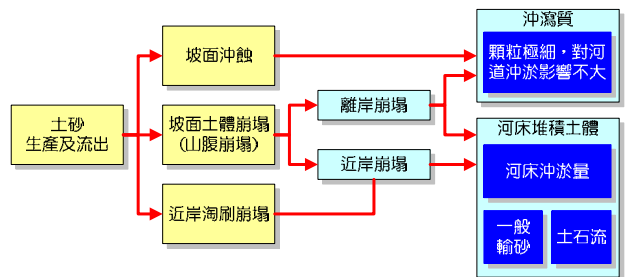 土砂
生產及流出
坡面沖蝕
坡面土體崩塌
(山腹崩塌)
近岸淘刷崩塌
離岸崩塌
近岸崩塌
沖瀉質
顆粒極細，對河
道沖淤影響不大
河床堆積土體
河床沖淤量
一般
輸砂
土石流